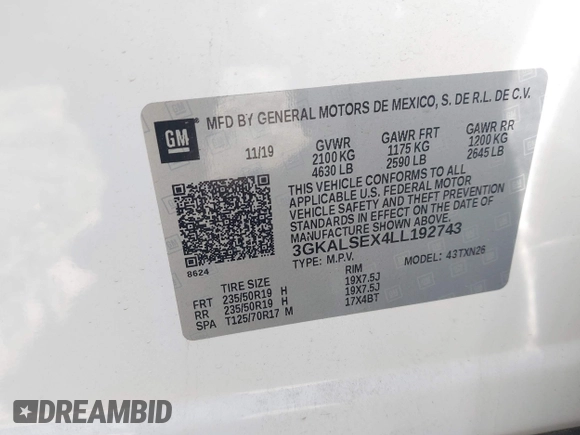 GM
MFD BY GENERAL MOTORS DE MEXICO, S. DE R.L. DE C.V.
11/19 GVWR GAWR FRT GAWR RR
2100 KG 1175 KG 1200 KG
4630 LB 2590 LB 2645 LB
THIS VEHICLE CONFORMS TO ALL
APPLICABLE U.S. FEDERAL MOTOR
VEHICLE SAFETY AND THEFT PREVENTION
STANDARDS IN EFFECT ON THE DATE OF
MANUFACTURE SHOWN ABOVE.
3GKALSEX4LL192743
8624
TYPE: M.P.V. MODEL: 43TXN26
TIRE SIZE RIM
FRT 235/50R19 H 19X7.5J
RR 235/50R19 H 19X7.5J
SPA T125/70R17 M 17X4BT
DREAMBID